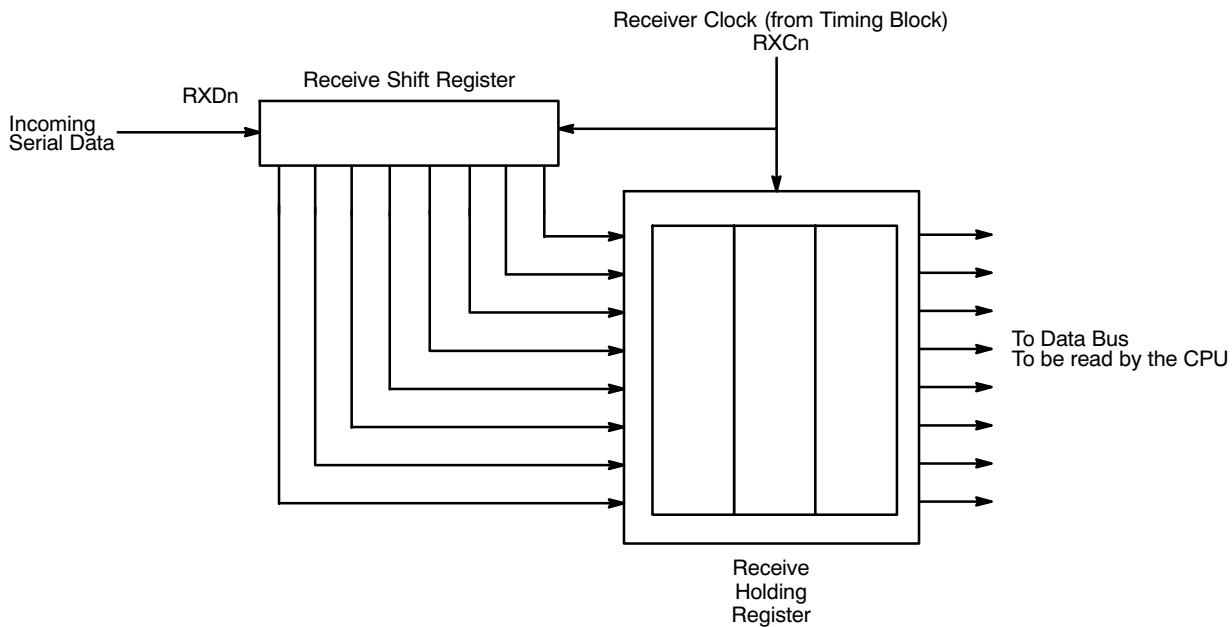 Receiver Clock (from Timing Block)
RXCn
Receive Shift Register
RXDn
Incoming
Serial Data
To Data Bus
To be read by the CPU
Receive
Holding
Register